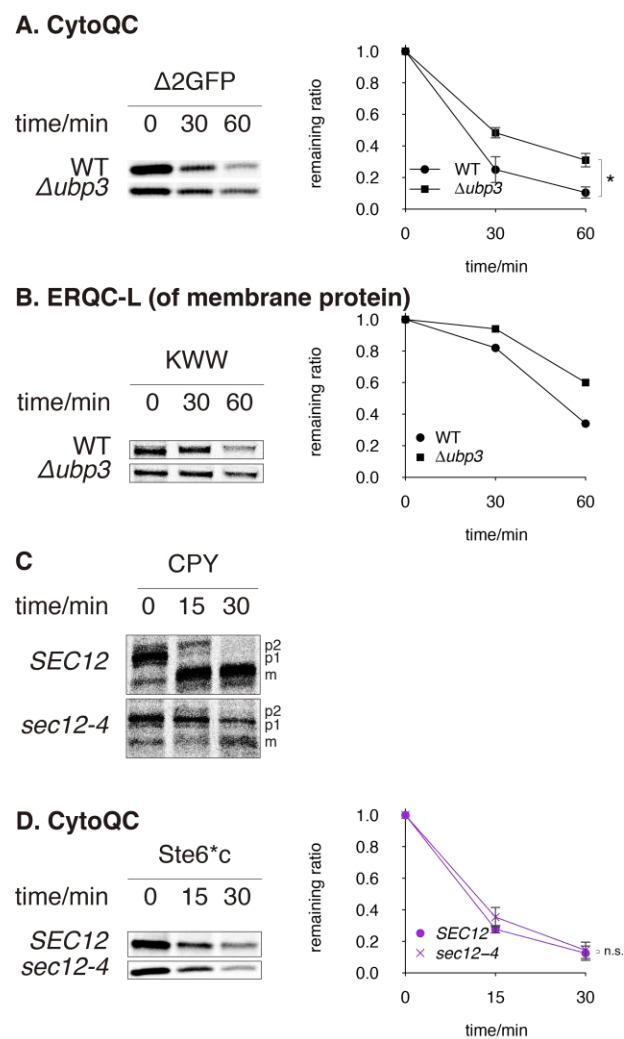 A. CytoQC
Δ2GFP
time/min 0 30 60
WT
Δubp3
remaining ratio
1.0
0.8
0.6
0.4
0.2
0.0
WT
Δubp3
*
0 30 60
time/min
B. ERQC-L (of membrane protein)
KWW
time/min 0 30 60
WT
Δubp3
remaining ratio
1.0
0.8
0.6
0.4
0.2
0.0
WT
Δubp3
0 30 60
time/min
C
CPY
time/min 0 15 30
SEC12
p2
p1
m
sec12-4
p2
p1
m
D. CytoQC
Ste6*c
time/min 0 15 30
SEC12
sec12-4
remaining ratio
1.0
0.8
0.6
0.4
0.2
0.0
SEC12
sec12–4
n.s.
0 15 30
time/min